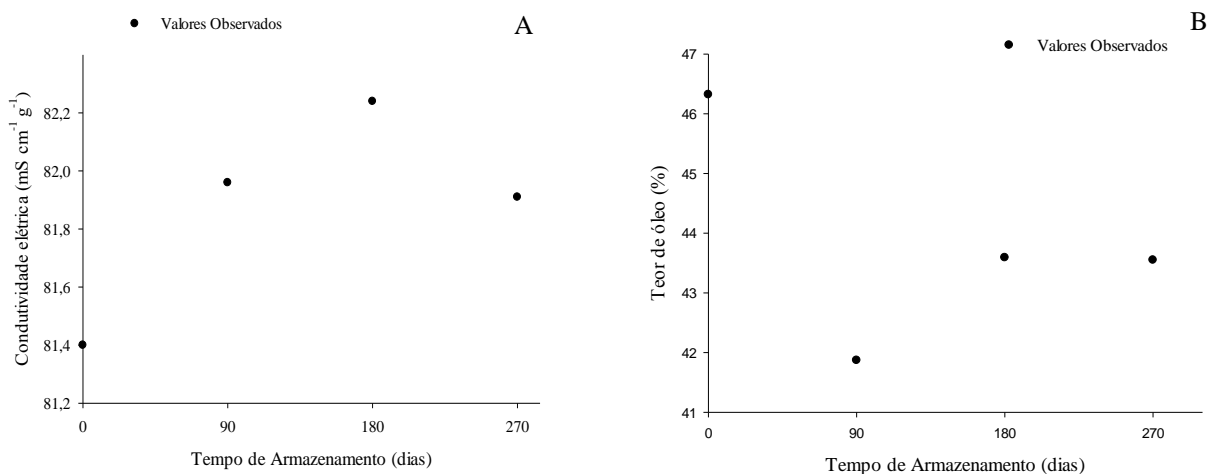 ● Valores Observados
A
Condutividade elétrica (mS cm⁻¹ g⁻¹)
82,2
82,0
81,8
81,6
81,4
81,2
0 90 180 270
Tempo de Armazenamento (dias)
B
● Valores Observados
Teor de óleo (%)
47
46
45
44
43
42
41
0 90 180 270
Tempo de Armazenamento (dias)